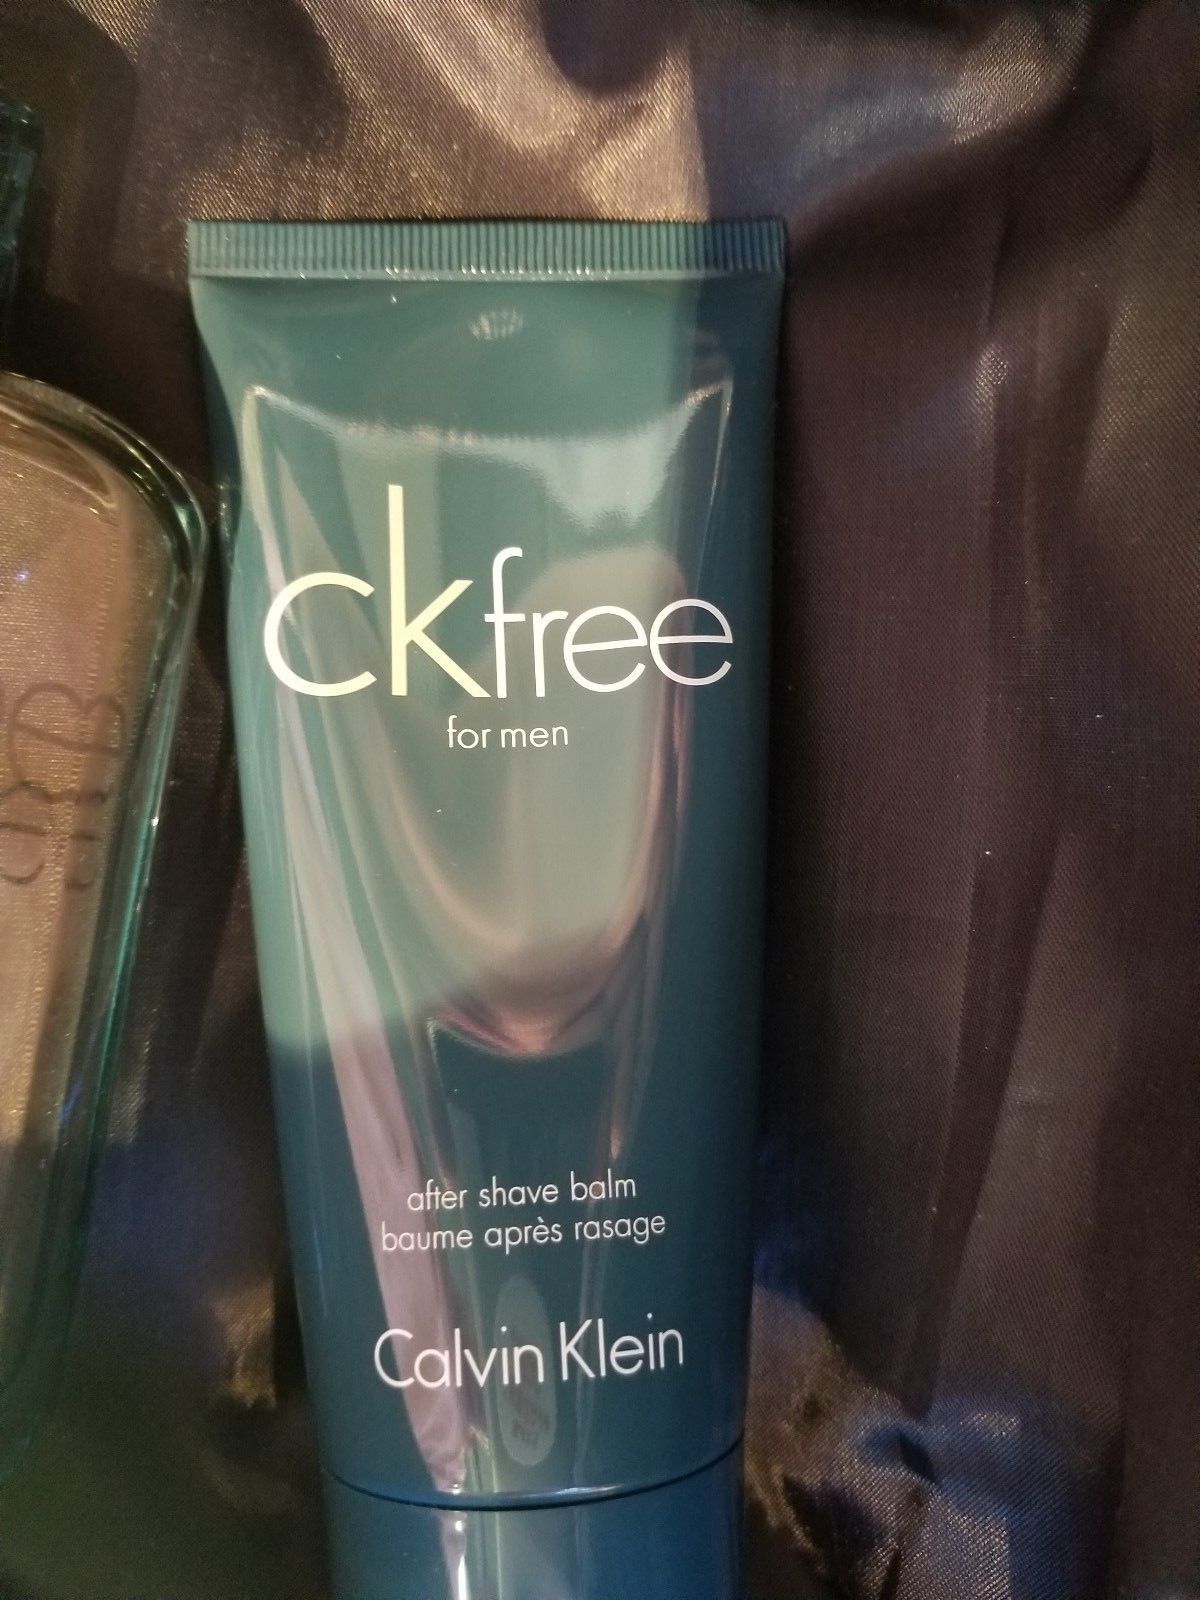 ckfree
for men
after shave balm
baume après rasage
Calvin Klein